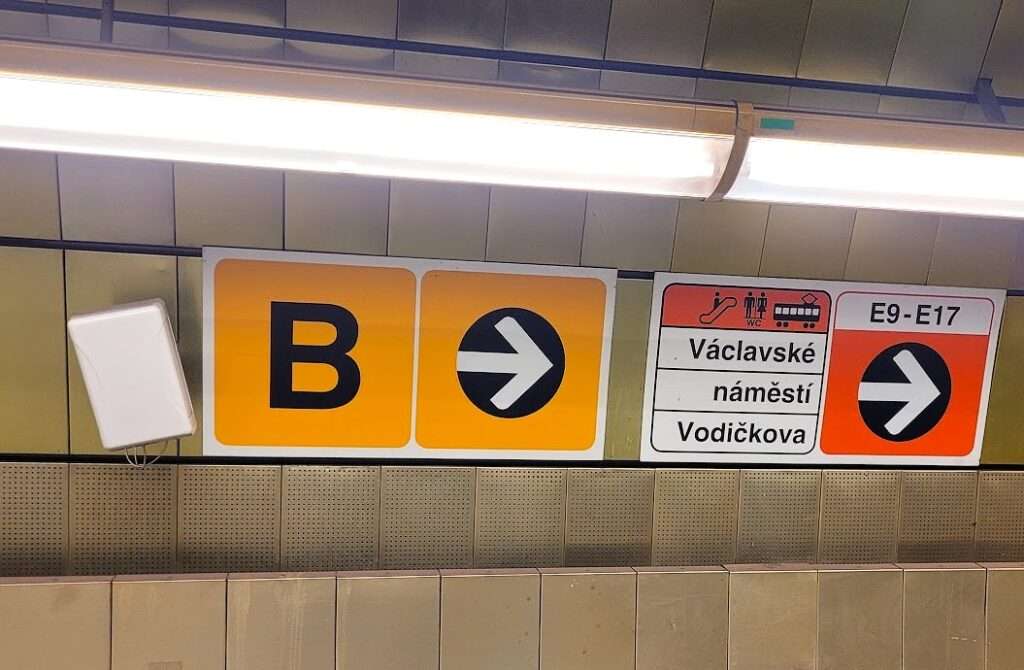 B
WC
E9-E17
Václavské
náměstí
Vodičkova